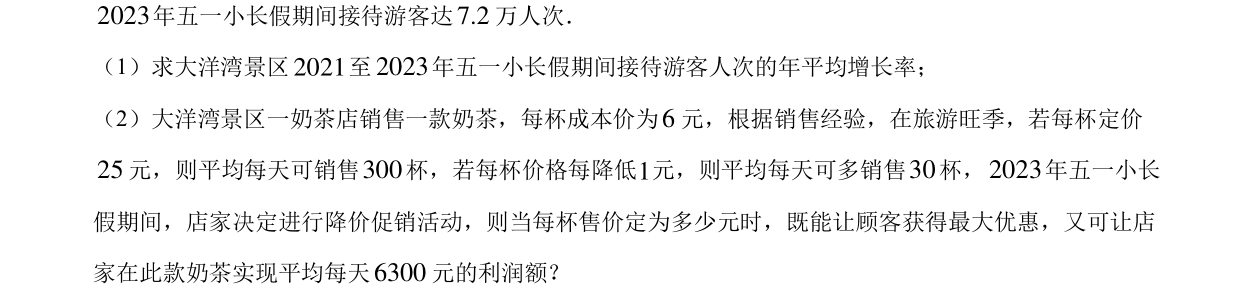 2023年五一小长假期间接待游客达7.2万人次.
（1）求大洋湾景区2021至2023年五一小长假期间接待游客人次的年平均增长率；
（2）大洋湾景区一奶茶店销售一款奶茶，每杯成本价为6元，根据销售经验，在旅游旺季，若每杯定价
25元，则平均每天可销售300杯，若每杯价格每降低1元，则平均每天可多销售30杯，2023年五一小长
假期间，店家决定进行降价促销活动，则当每杯售价定为多少元时，既能让顾客获得最大优惠，又可让店
家在此款奶茶实现平均每天6300元的利润额？